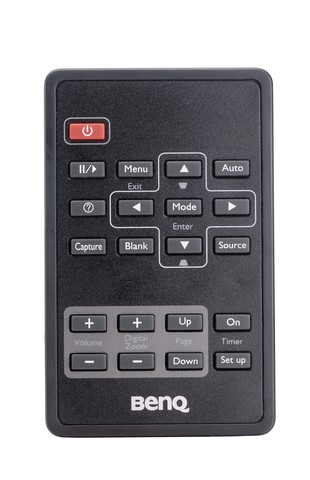 Menu
Auto
Exit
?
Mode
Enter
Capture
Blank
Source
+
+
Up
On
Volume
Digital
Zoom
Page
Timer
-
-
Down
Set up
BenQ